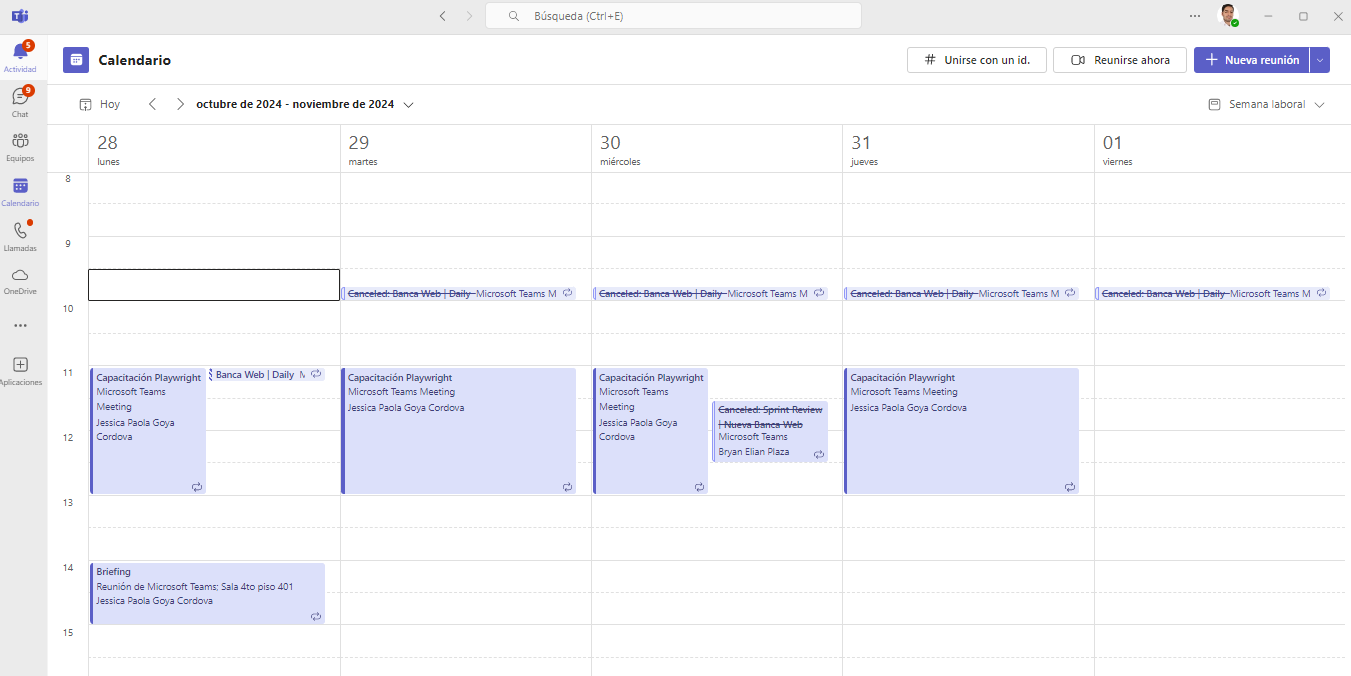 Búsqueda (Ctrl+E)
5
Actividad
9
Chat
Equipos
Calendario
Llamadas
OneDrive
Aplicaciones
Calendario
Unirse con un id.
Reunirse ahora
Nueva reunión
Hoy
octubre de 2024 - noviembre de 2024
Semana laboral
28
lunes
29
martes
30
miércoles
31
jueves
01
viernes
8
9
Canceled: Banca Web | Daily Microsoft Teams M
Canceled: Banca Web | Daily Microsoft Teams M
Canceled: Banca Web | Daily Microsoft Teams M
Canceled: Banca Web | Daily Microsoft Teams M
10
11
Capacitación Playwright
Microsoft Teams
Meeting
Jessica Paola Goya
Cordova
Banca Web | Daily
Capacitación Playwright
Microsoft Teams Meeting
Jessica Paola Goya Cordova
Capacitación Playwright
Microsoft Teams
Meeting
Jessica Paola Goya
Cordova
Canceled: Sprint Review
| Nueva Banca Web
Microsoft Teams
Bryan Elian Plaza
Capacitación Playwright
Microsoft Teams Meeting
Jessica Paola Goya Cordova
12
13
14
Briefing
Reunión de Microsoft Teams; Sala 4to piso 401
Jessica Paola Goya Cordova
15